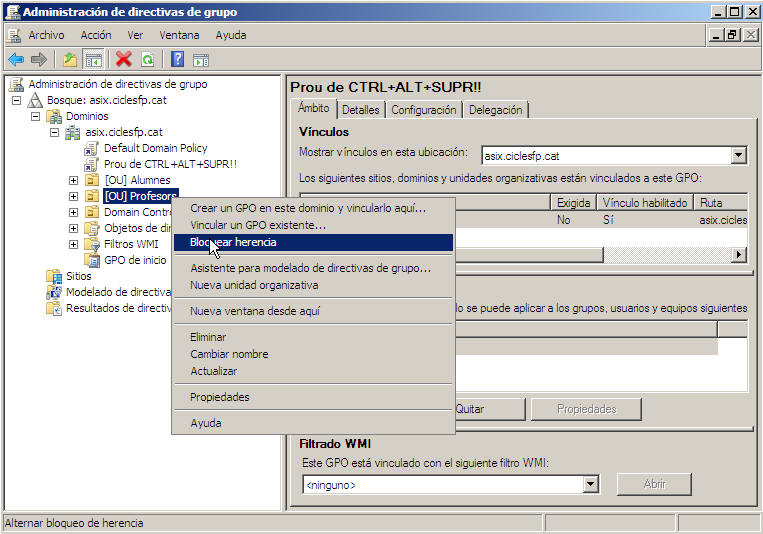 Administración de directivas de grupo
Archivo Acción Ver Ventana Ayuda
Administración de directivas de grupo
Bosque: asix.ciclesfp.cat
Dominios
asix.ciclesfp.cat
Default Domain Policy
Prou de CTRL+ALT+SUPR!!
[OU] Alumnes
[OU] Profesors
Domain Contr
Objetos de dir
Filtros WMI
GPO de inicio
Sitios
Modelado de directiva
Resultados de directiv
Crear un GPO en este dominio y vincularlo aquí...
Vincular un GPO existente...
Bloquear herencia
Asistente para modelado de directivas de grupo...
Nueva unidad organizativa
Nueva ventana desde aquí
Eliminar
Cambiar nombre
Actualizar
Propiedades
Ayuda
Prou de CTRL+ALT+SUPR!!
Ámbito Detalles Configuración Delegación
Vínculos
Mostrar vínculos en esta ubicación: asix.ciclesfp.cat
Los siguientes sitios, dominios y unidades organizativas están vinculados a este GPO:
Exigida Vínculo habilitado Ruta
No Sí asix.cicles
lo se puede aplicar a los grupos, usuarios y equipos siguientes
Quitar Propiedades
Filtrado WMI
Este GPO está vinculado con el siguiente filtro WMI:
<ninguno> Abrir
Alternar bloqueo de herencia